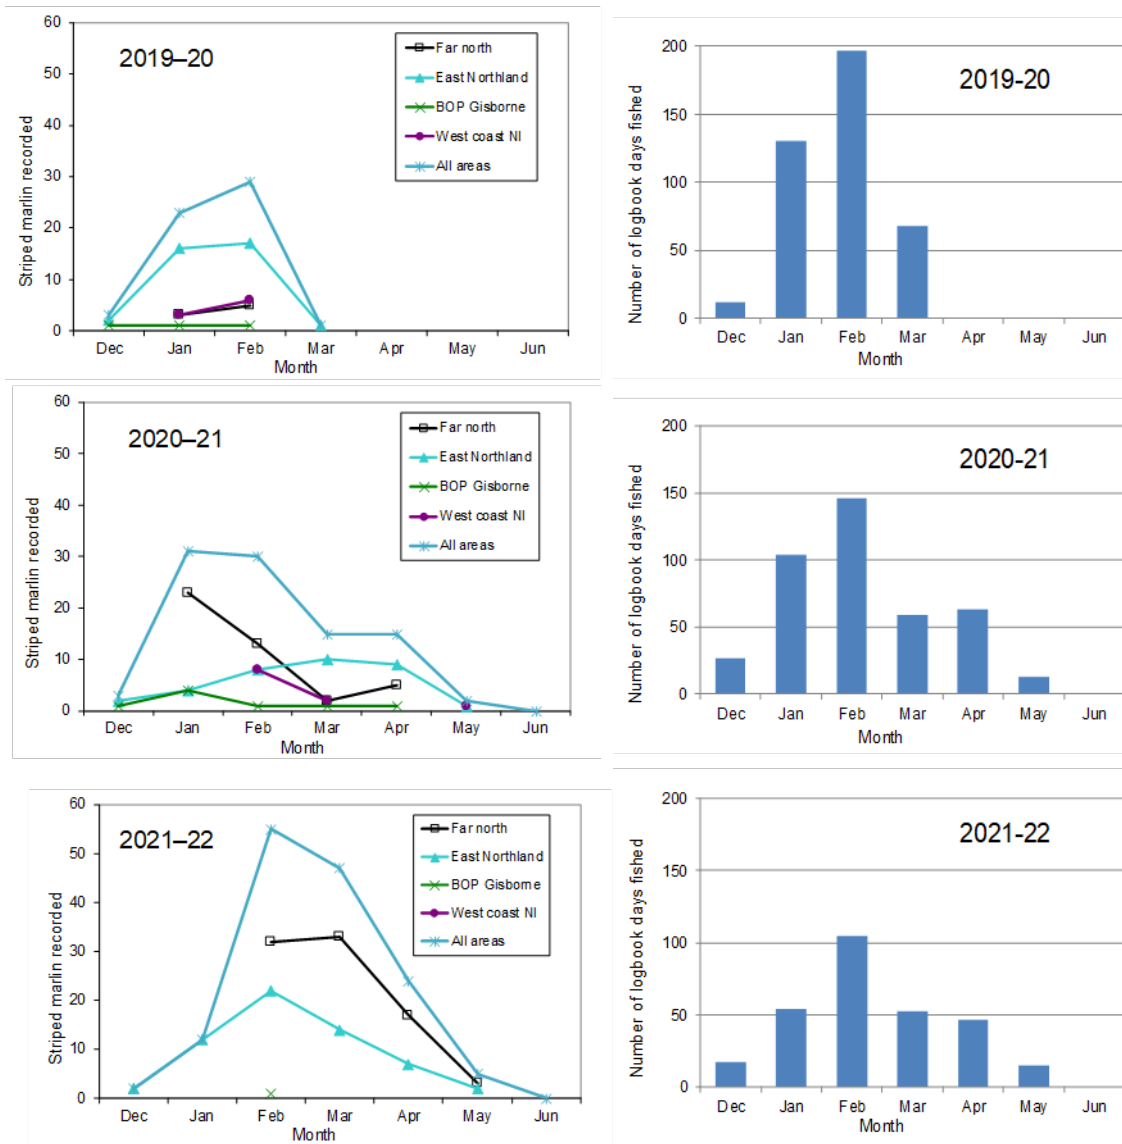 60
50
40
30
20
10
0
Striped marlin recorded
2019–20
Far north
East Northland
BOP Gisborne
West coast NI
All areas
Dec Jan Feb Mar Apr May Jun
Month
200
150
100
50
0
Number of logbook days fished
2019-20
Dec Jan Feb Mar Apr May Jun
Month
60
50
40
30
20
10
0
Striped marlin recorded
2020–21
Far north
East Northland
BOP Gisborne
West coast NI
All areas
Dec Jan Feb Mar Apr May Jun
Month
200
150
100
50
0
Number of logbook days fished
2020-21
Dec Jan Feb Mar Apr May Jun
Month
60
50
40
30
20
10
0
Striped marlin recorded
2021–22
Far north
East Northland
BOP Gisborne
West coast NI
All areas
Dec Jan Feb Mar Apr May Jun
Month
200
150
100
50
0
Number of logbook days fished
2021-22
Dec Jan Feb Mar Apr May Jun
Month